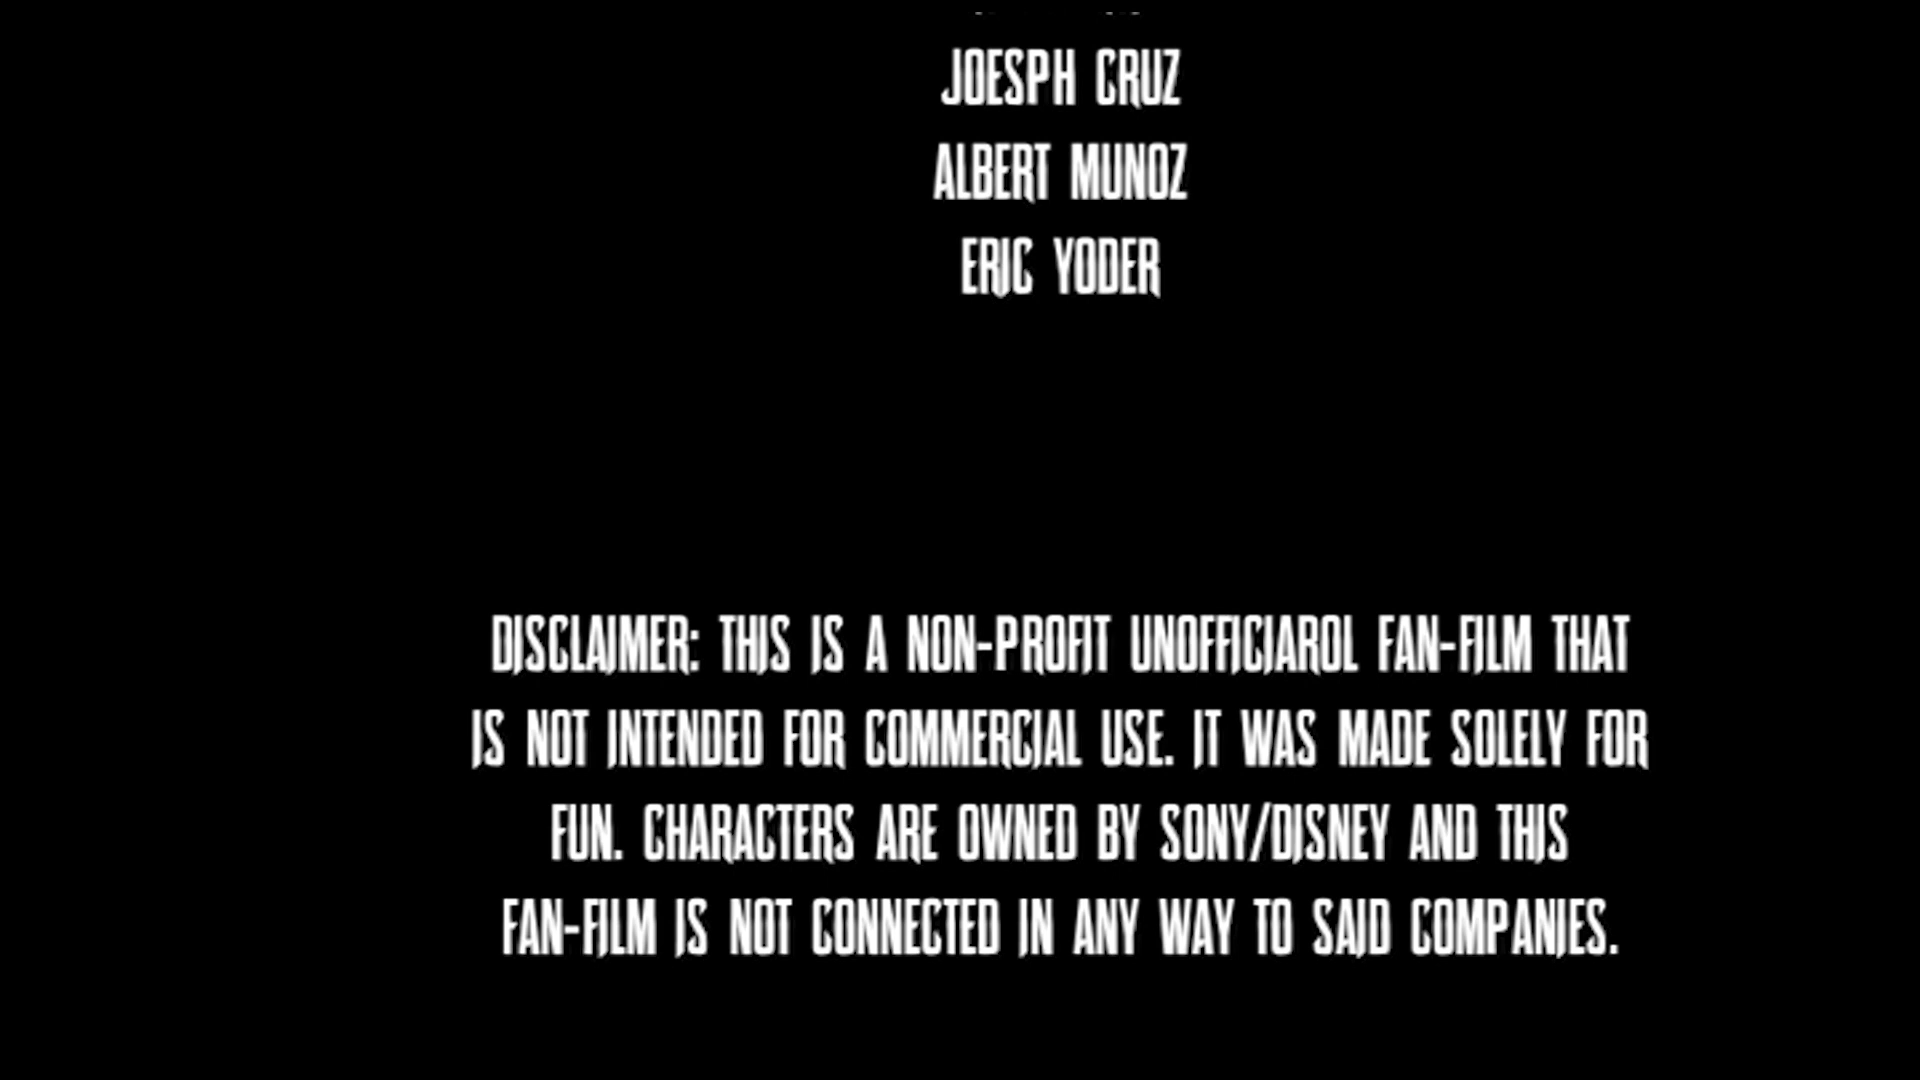 JOESPH CRUZ
ALBERT MUNOZ
ERIC YODER
DISCLAIMER: THIS IS A NON-PROFIT UNOFFICIAROL FAN-FILM THAT
IS NOT INTENDED FOR COMMERCIAL USE. IT WAS MADE SOLELY FOR
FUN. CHARACTERS ARE OWNED BY SONY/DISNEY AND THIS
FAN-FILM IS NOT CONNECTED IN ANY WAY TO SAID COMPANIES.